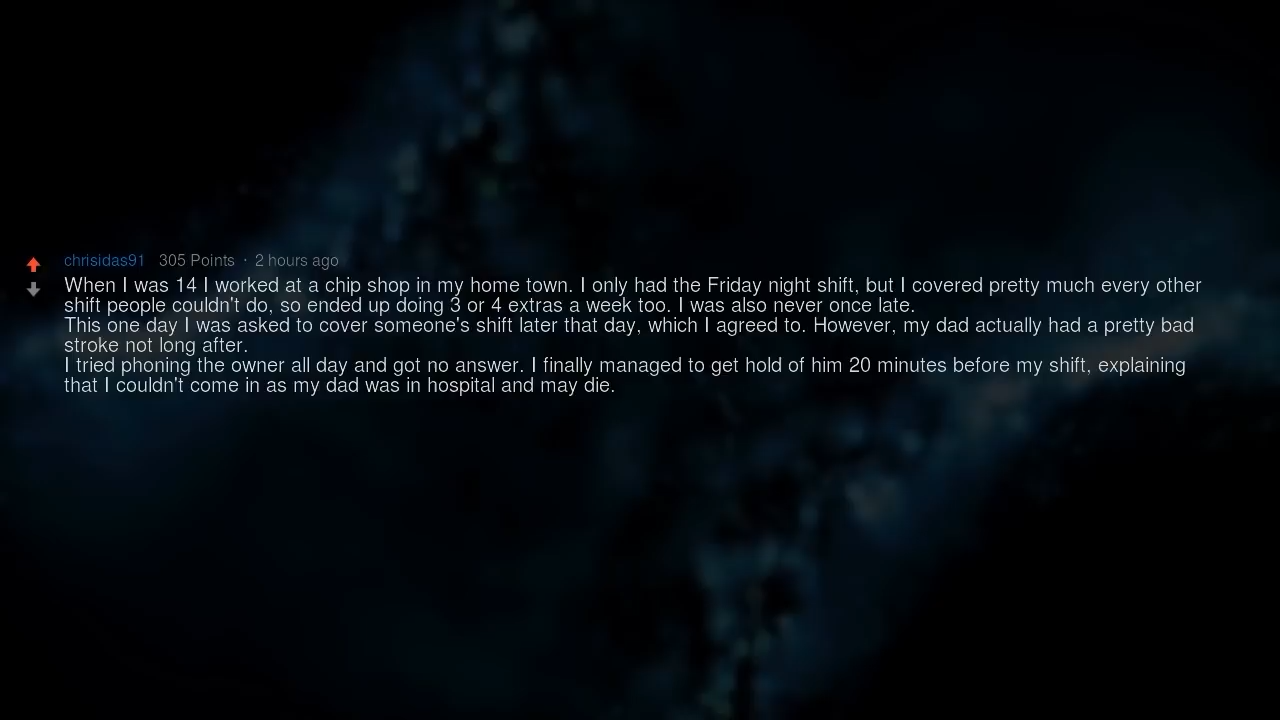 chrisidas91 305 Points · 2 hours ago
When I was 14 I worked at a chip shop in my home town. I only had the Friday night shift, but I covered pretty much every other
shift people couldn't do, so ended up doing 3 or 4 extras a week too. I was also never once late.
This one day I was asked to cover someone's shift later that day, which I agreed to. However, my dad actually had a pretty bad
stroke not long after.
I tried phoning the owner all day and got no answer. I finally managed to get hold of him 20 minutes before my shift, explaining
that I couldn't come in as my dad was in hospital and may die.